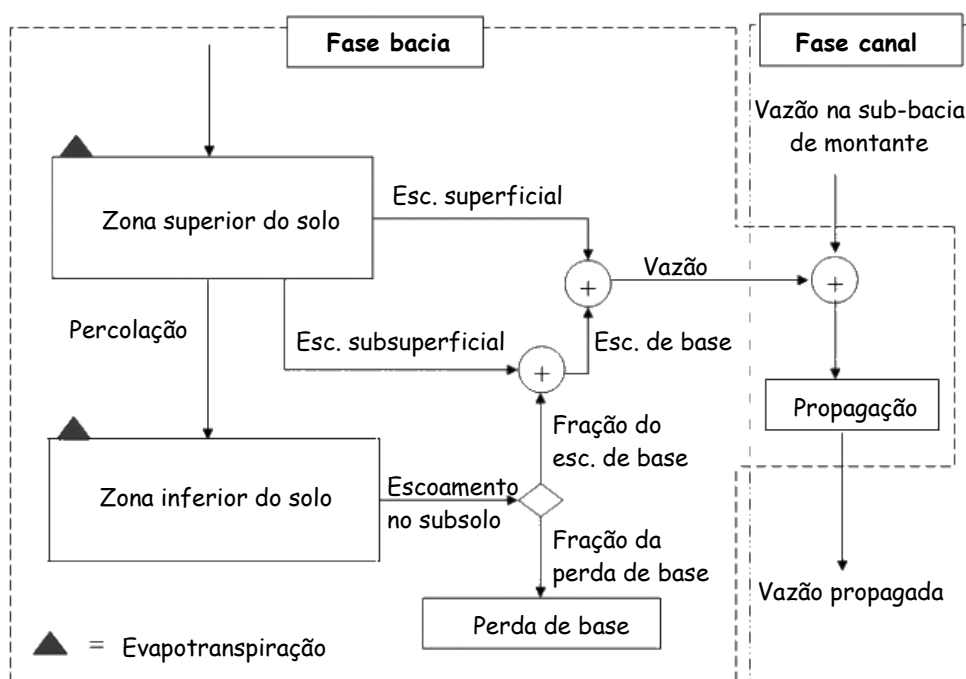 Fase bacia
Fase canal
Vazão na sub-bacia
de montante
Zona superior do solo
Esc. superficial
+
Vazão
+
Percolação
Esc. subsuperficial
Esc. de base
+
Propagação
Fração do
esc. de base
Zona inferior do solo
Escoamento
no subsolo
Fração da
perda de base
Vazão propagada
Perda de base
= Evapotranspiração